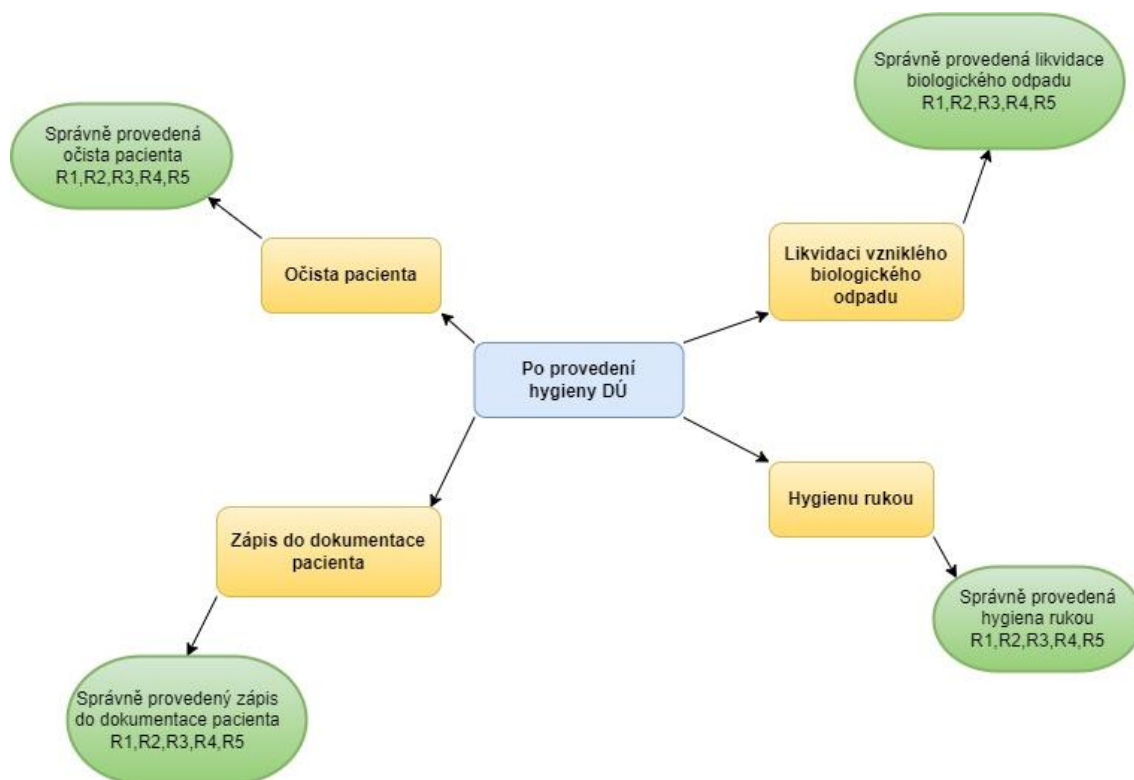 Správně provedená likvidace
biologického odpadu
R1,R2,R3,R4,R5
Správně provedená
očista pacienta
R1,R2,R3,R4,R5
Očista pacienta
Likvidaci vzniklého
biologického
odpadu
Po provedení
hygieny DÚ
Hygienu rukou
Zápis do dokumentace
pacienta
Správně provedená
hygiena rukou
R1,R2,R3,R4,R5
Správně provedený zápis
do dokumentace pacienta
R1,R2,R3,R4,R5